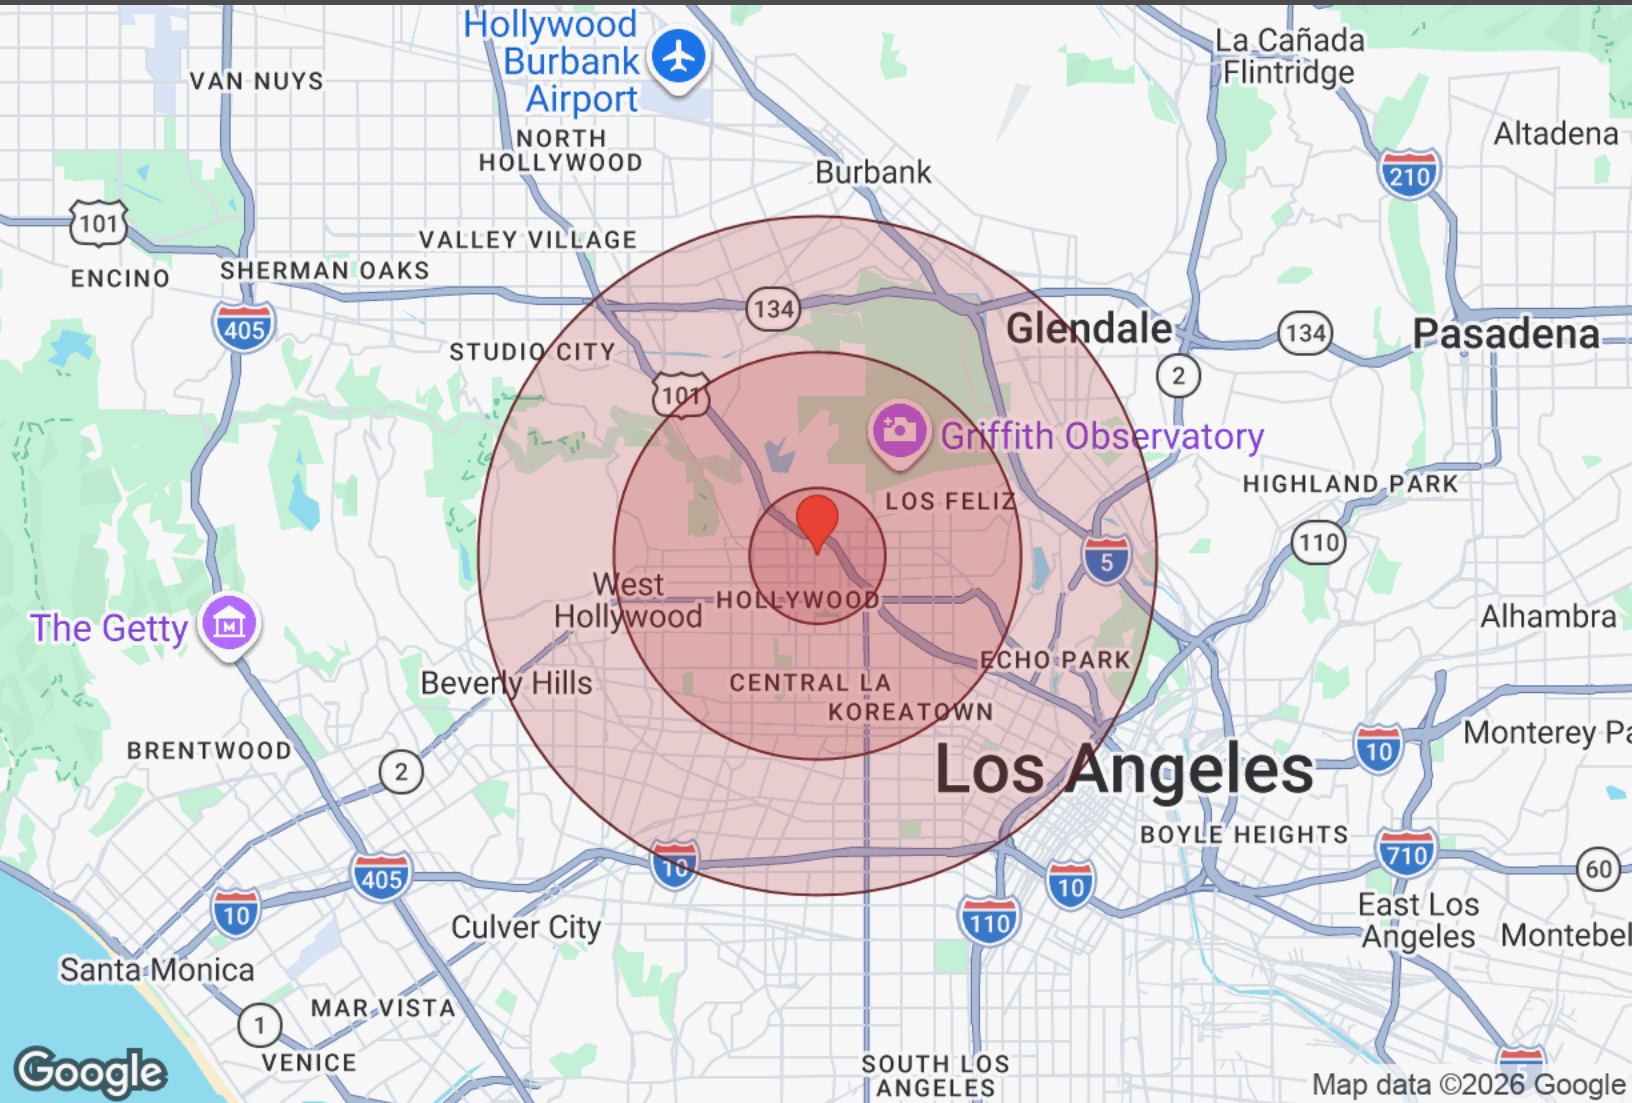 Hollywood
Burbank
Airport
La Cañada
Flintridge
VAN NUYS
Altadena
NORTH
HOLLYWOOD
Burbank
210
101
VALLEY VILLAGE
ENCINO
SHERMAN OAKS
134
405
Glendale
134
Pasadena
STUDIO CITY
2
101
Griffith Observatory
HIGHLAND PARK
LOS FELIZ
110
5
West
Hollywood
HOLLYWOOD
The Getty
M
Alhambra
ECHO PARK
Beverly Hills
CENTRAL LA
KOREATOWN
Monterey Pa
BRENTWOOD
10
2
Los Angeles
BOYLE HEIGHTS
710
10
60
405
10
10
110
East Los
Angeles
Montebel
Culver City
Santa Monica
MAR VISTA
1
VENICE
SOUTH LOS
ANGELES
5
Google
Map data ©2026 Google